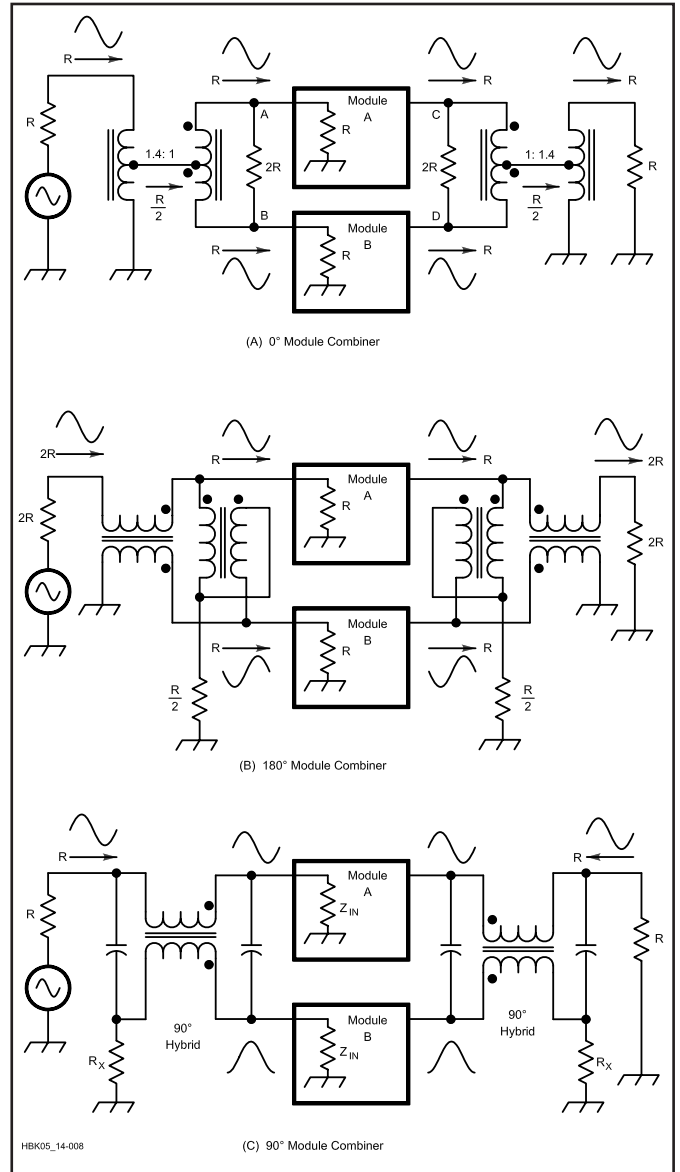 R
R
R
R
R
1.4: 1
R
2
A
2R
B
Module
A
R
C
2R
D
1: 1.4
R
2
R
Module
B
R
R
R
(A) 0° Module Combiner
2R
R
R
2R
2R
Module
A
R
2R
Module
B
R
R
R
R
2
R
2
(B) 180° Module Combiner
R
R
R
Module
A
Z IN
R
90°
Hybrid
Module
B
Z IN
90°
Hybrid
R X
R X
HBK05_14-008
(C) 90° Module Combiner